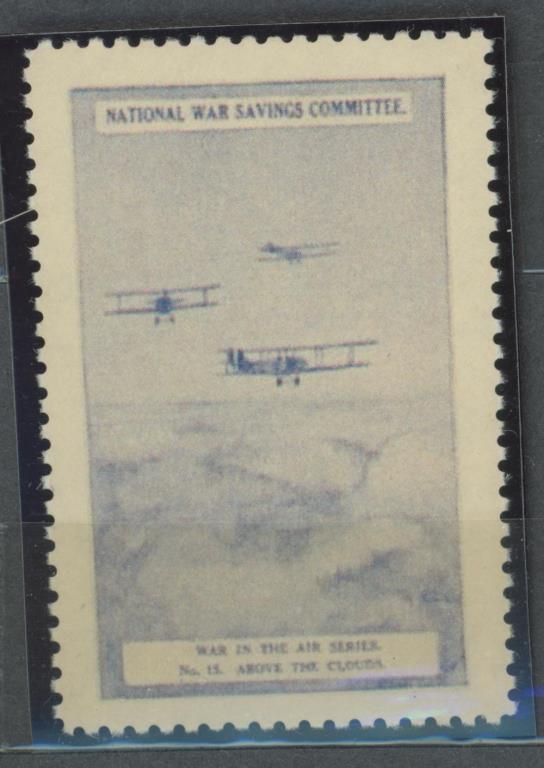 NATIONAL WAR SAVINGS COMMITTEE.
WAR IN THE AIR SERIES.
No. 15. ABOVE THE CLOUDS.